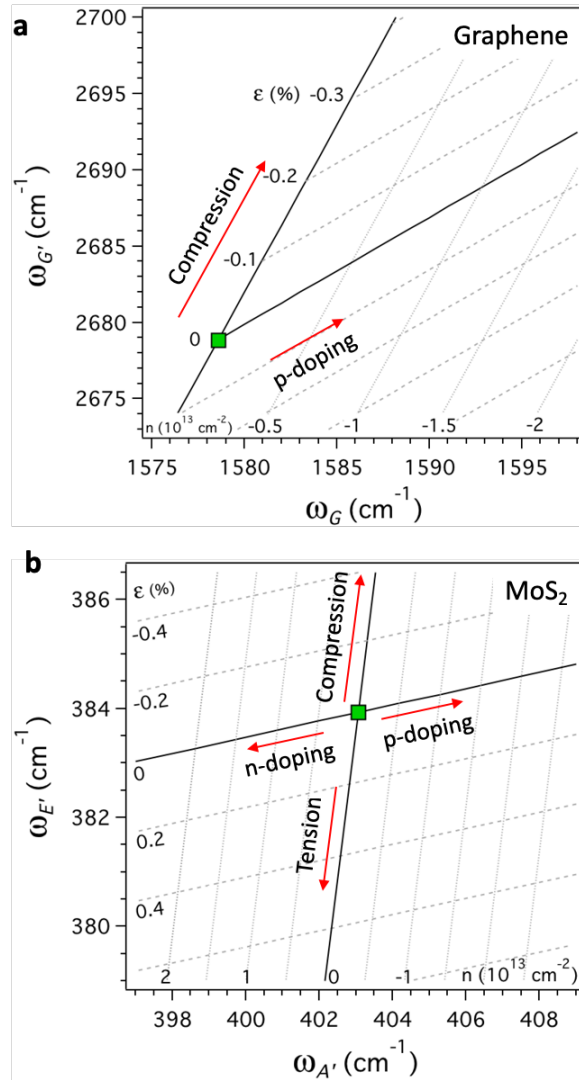 a
Graphene
2700
2695
2690
2685
2680
2675
ω_G' (cm⁻¹)
ε (%) -0.3
-0.2
-0.1
0
Compression
p-doping
n (10¹³ cm⁻²)
-0.5
-1
-1.5
-2
1575
1580
1585
1590
1595
ω_G (cm⁻¹)
b
MoS₂
386
384
382
380
ω_E' (cm⁻¹)
ε (%)
-0.4
-0.2
0
0.2
0.4
Compression
n-doping
p-doping
Tension
2
1
0
-1
n (10¹³ cm⁻²)
398
400
402
404
406
408
ω_A' (cm⁻¹)